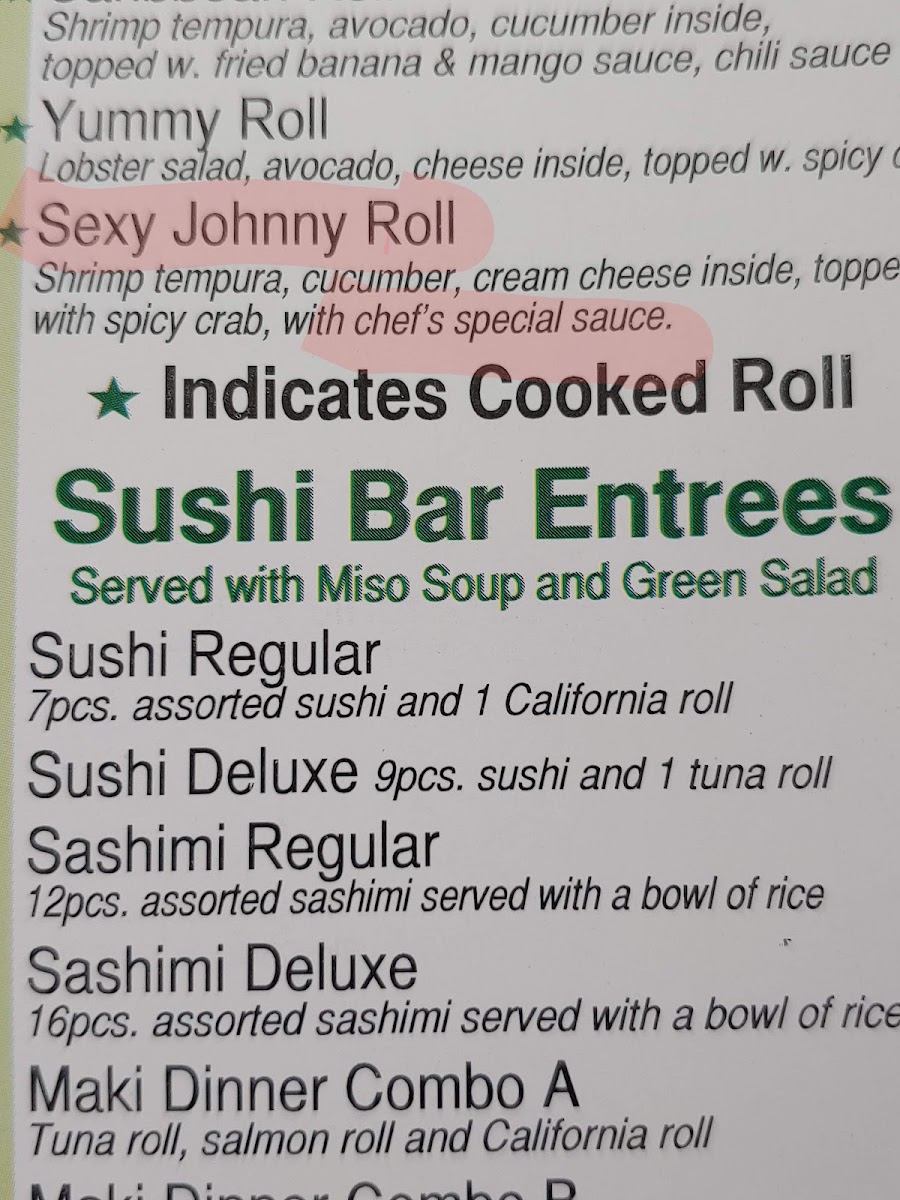 Shrimp tempura, avocado, cucumber inside,
topped w. fried banana & mango sauce, chili sauce
★ Yummy Roll
Lobster salad, avocado, cheese inside, topped w. spicy
★ Sexy Johnny Roll
Shrimp tempura, cucumber, cream cheese inside, toppe
with spicy crab, with chef's special sauce.
★ Indicates Cooked Roll
Sushi Bar Entrees
Served with Miso Soup and Green Salad
Sushi Regular
7pcs. assorted sushi and 1 California roll
Sushi Deluxe 9pcs. sushi and 1 tuna roll
Sashimi Regular
12pcs. assorted sashimi served with a bowl of rice
Sashimi Deluxe
16pcs. assorted sashimi served with a bowl of rice
Maki Dinner Combo A
Tuna roll, salmon roll and California roll
Maki Dinner Combo B